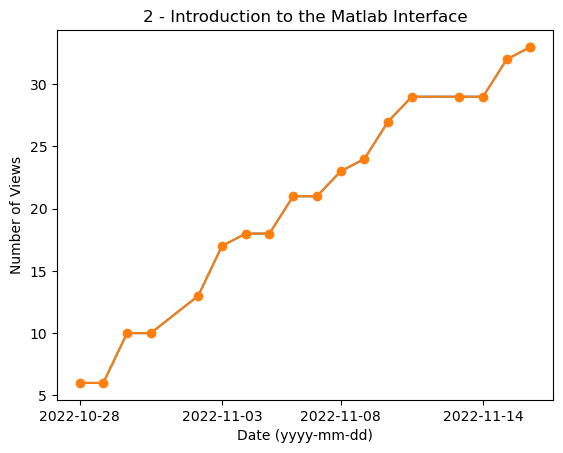 2 - Introduction to the Matlab Interface
Number of Views
30
25
20
15
10
5
2022-10-28 2022-11-03 2022-11-08 2022-11-14
Date (yyyy-mm-dd)